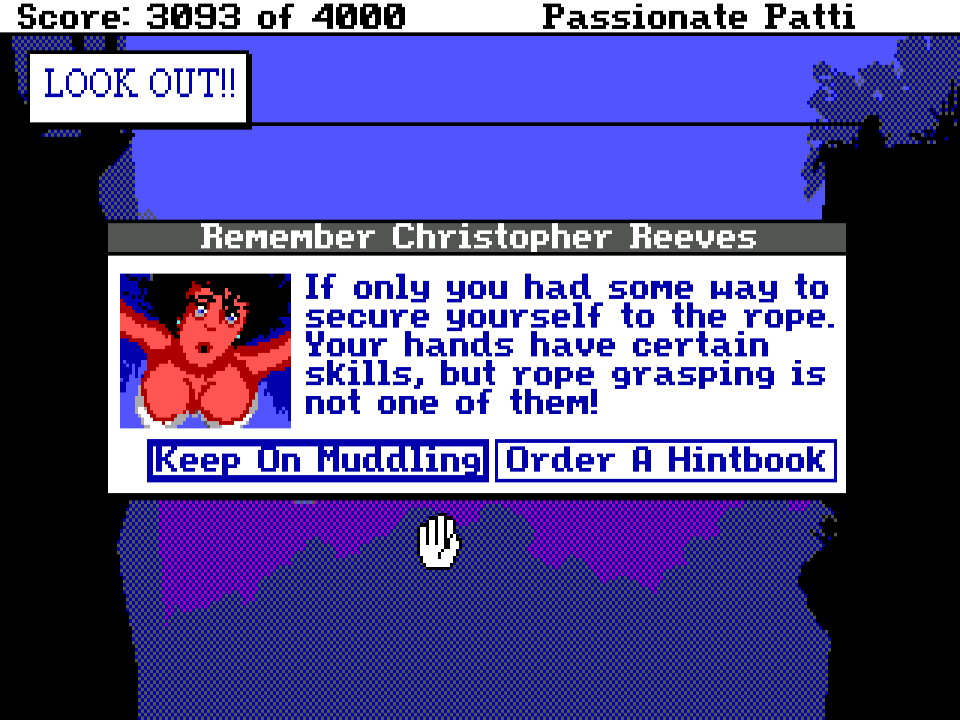 Score: 3093 of 4000 Passionate Patti
LOOK OUT!!
Remember Christopher Reeves
If only you had some way to
secure yourself to the rope.
Your hands have certain
skills, but rope grasping is
not one of them!
Keep On Muddling Order A Hintbook